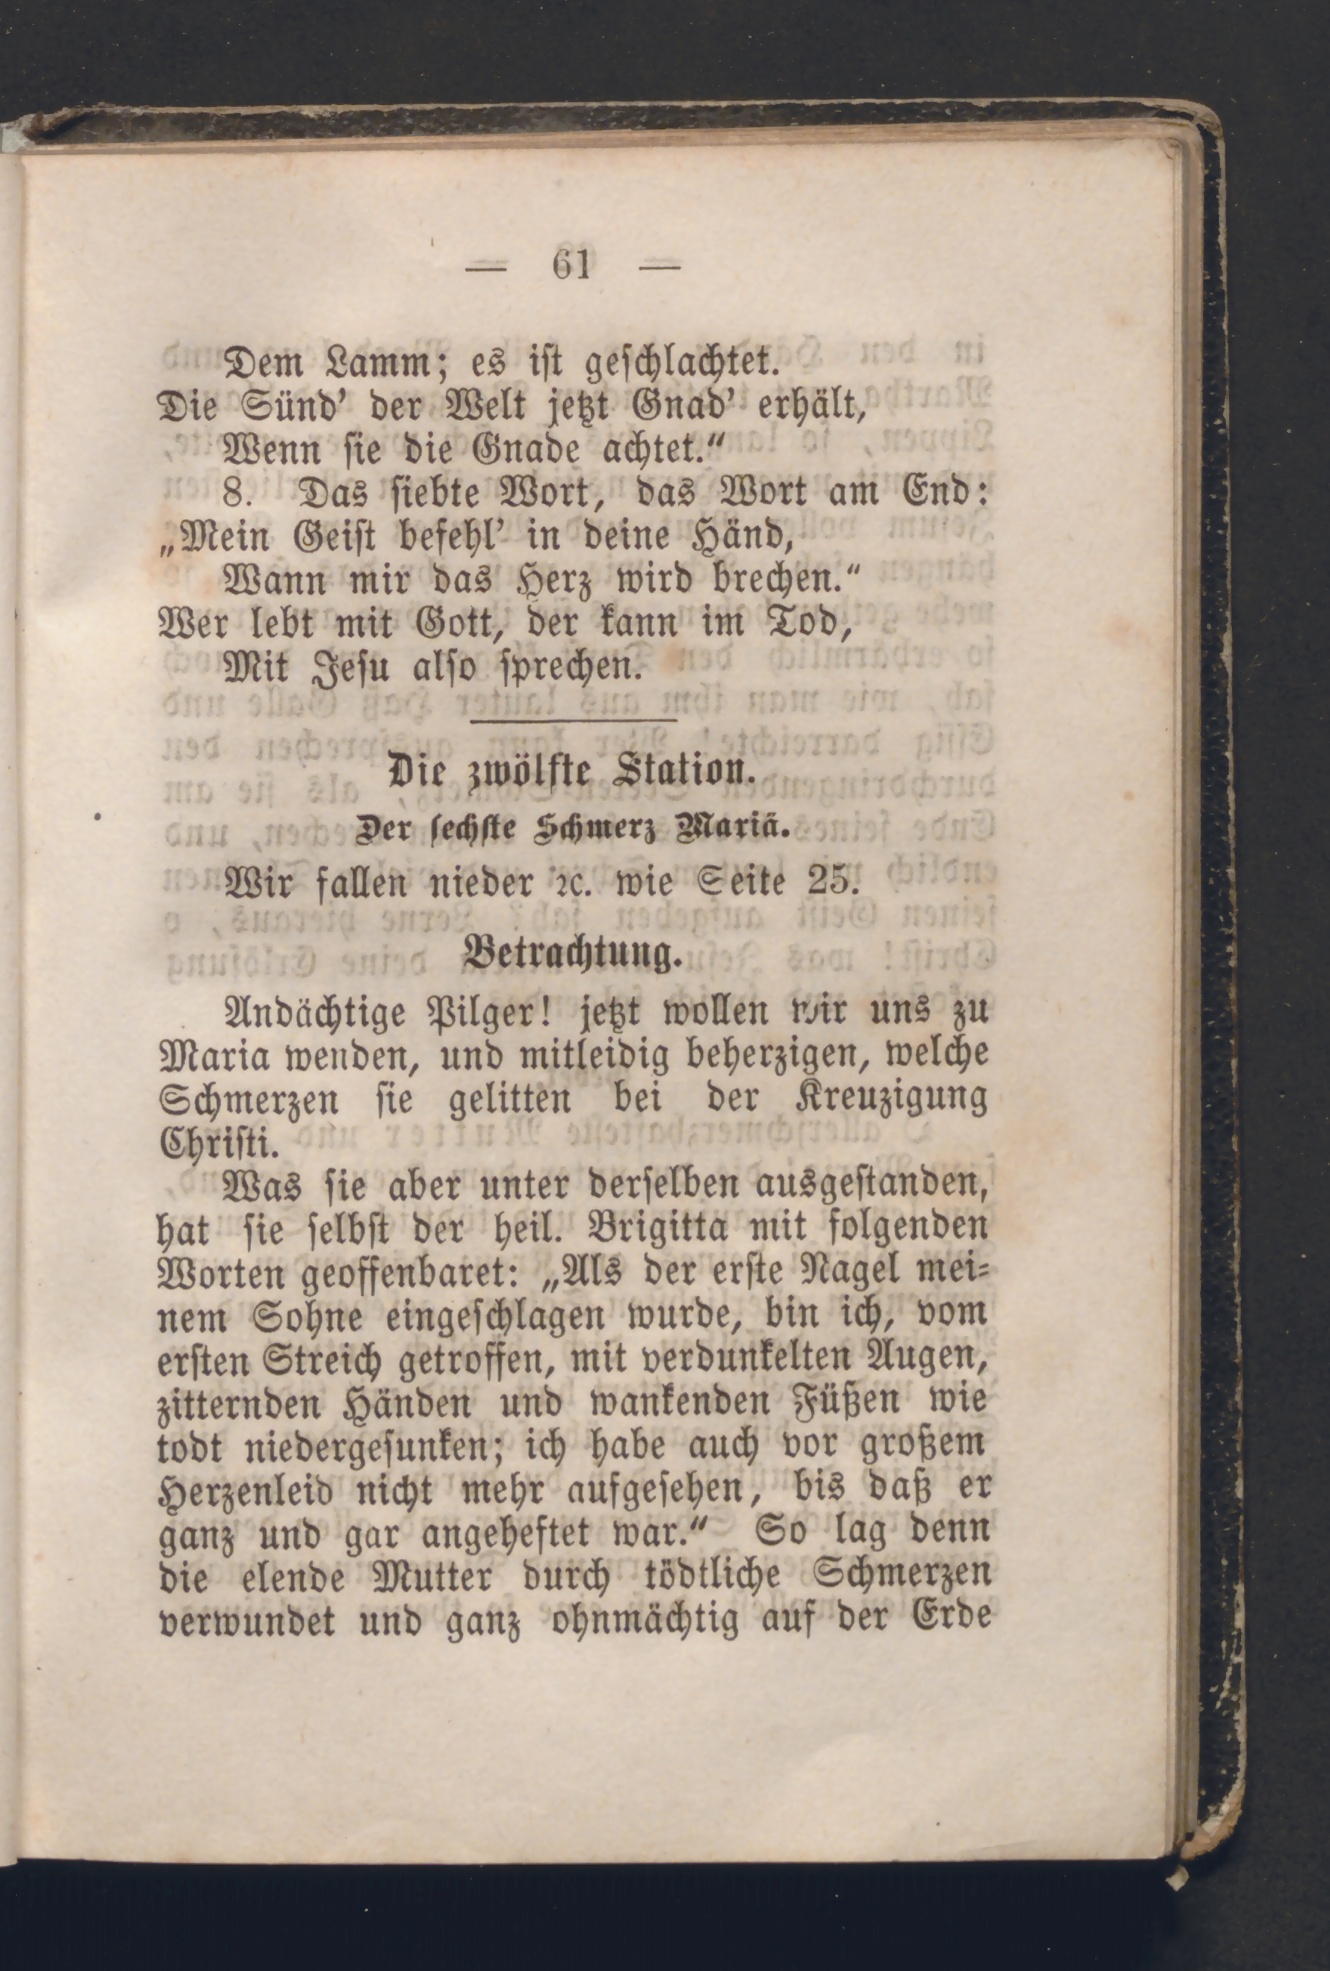 — 61 —
Dem Lamm; es ist geschlachtet.
Die Sünd' der Welt jetzt Gnad' erhält,
Wenn sie die Gnade achtet.“
8. Das siebte Wort, das Wort am End:
„Mein Geist befehl' in deine Händ,
Wann mir das Herz wird brechen.“
Wer lebt mit Gott, der kann im Tod,
Mit Jesu also sprechen.
Die zwölfte Station.
Der sechste Schmerz Mariä.
Wir fallen nieder ꝛc. wie Seite 25.
Betrachtung.
Andächtige Pilger! jetzt wollen wir uns zu
Maria wenden, und mitleidig beherzigen, welche
Schmerzen sie gelitten bei der Kreuzigung
Christi.
Was sie aber unter derselben ausgestanden,
hat sie selbst der heil. Brigitta mit folgenden
Worten geoffenbaret: „Als der erste Nagel mei-
nem Sohne eingeschlagen wurde, bin ich, vom
ersten Streich getroffen, mit verdunkelten Augen,
zitternden Händen und wankenden Füßen wie
todt niedergesunken; ich habe auch vor großem
Herzenleid nicht mehr aufgesehen, bis daß er
ganz und gar angeheftet war.“ So lag denn
die elende Mutter durch tödtliche Schmerzen
verwundet und ganz ohnmächtig auf der Erde